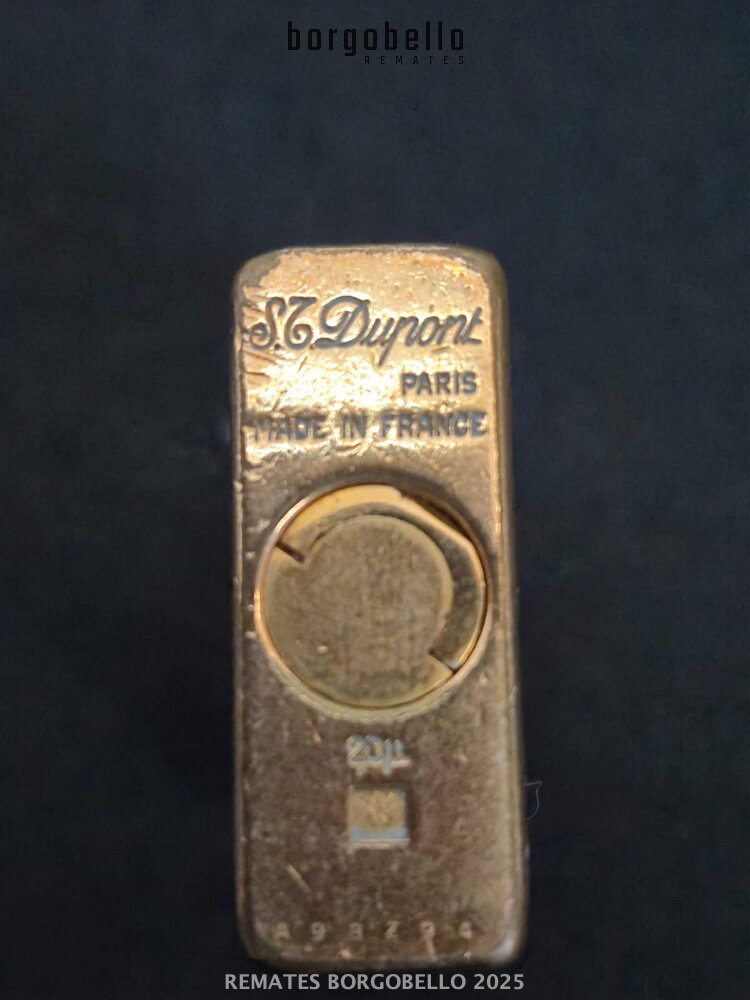 borgobello
REMATES
S.T. Dupont
PARIS
MADE IN FRANCE
20µ
REMATES BORGOBELLO 2025